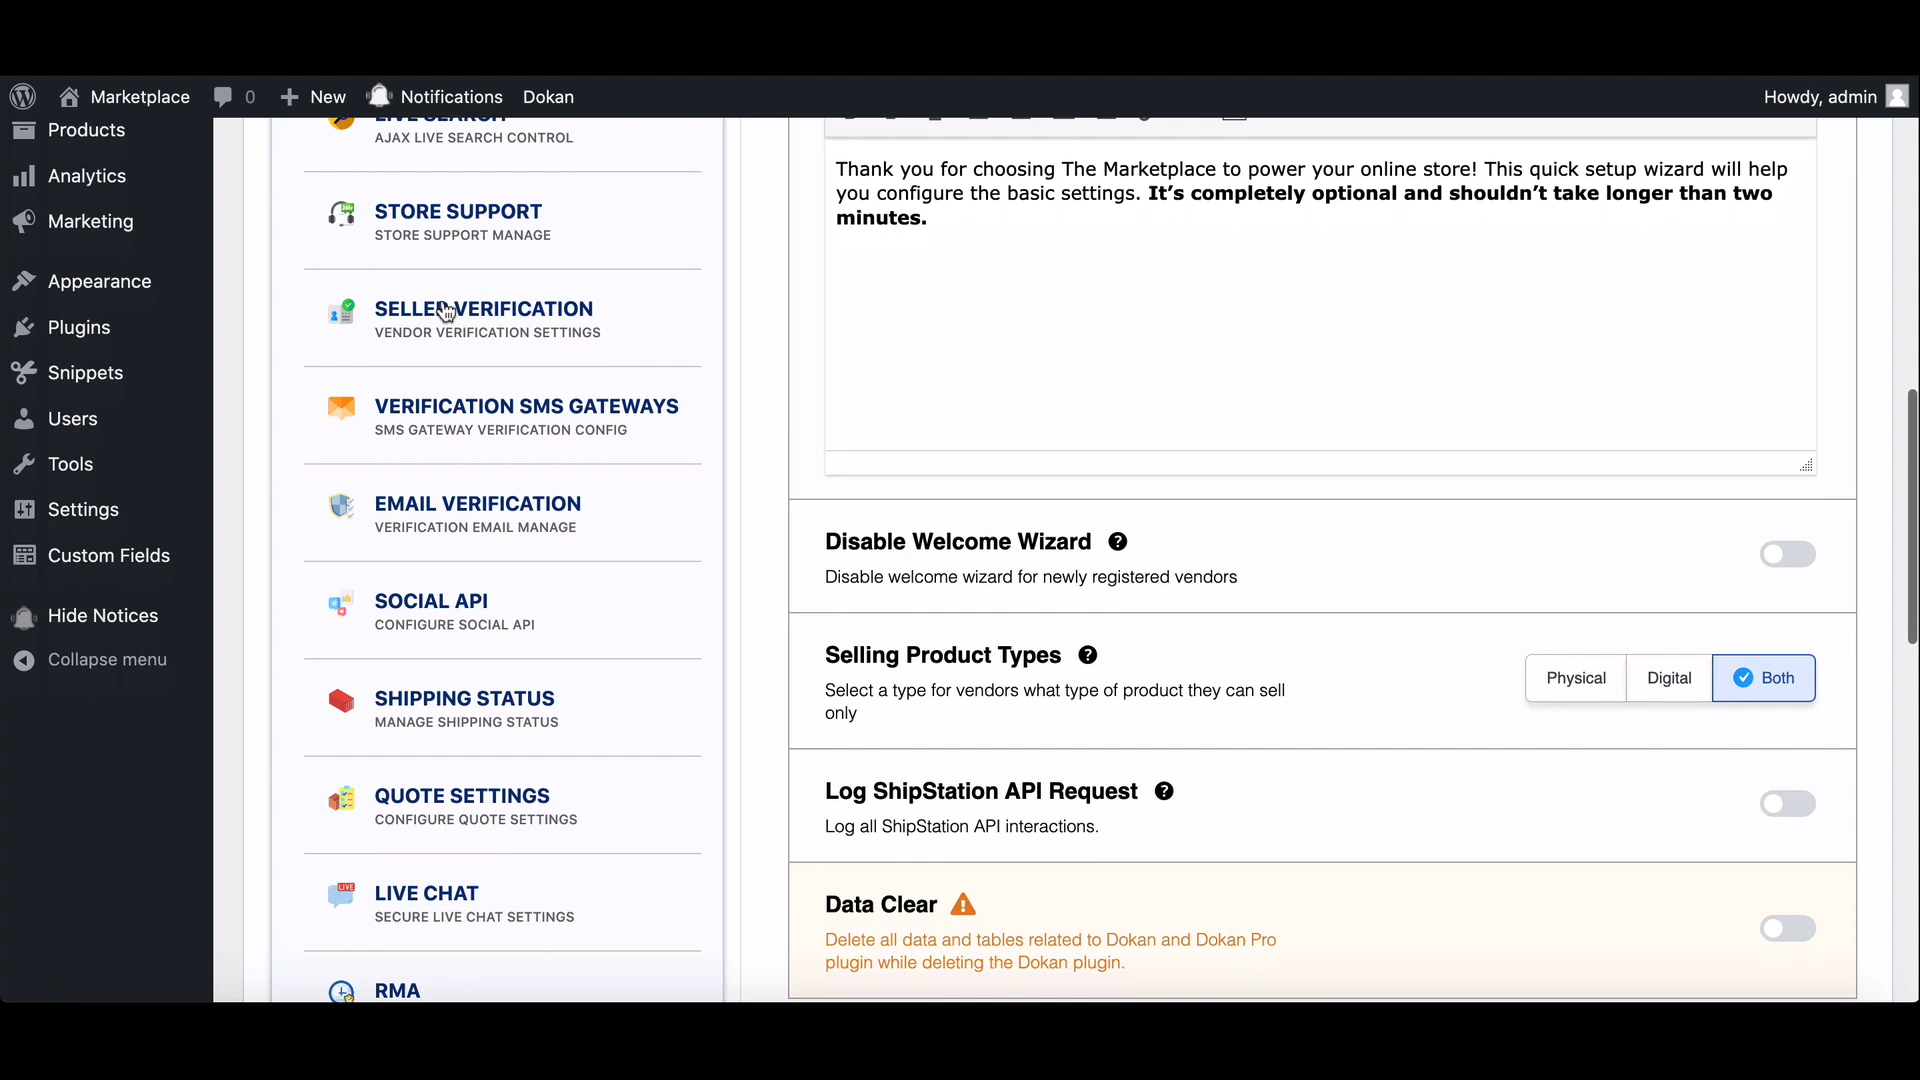 Marketplace
0
New
Notifications
Dokan
Howdy, admin
Products
Analytics
Marketing
Appearance
Plugins
Snippets
Users
Tools
Settings
Custom Fields
Hide Notices
Collapse menu
LIVE SEARCH
AJAX LIVE SEARCH CONTROL
STORE SUPPORT
STORE SUPPORT MANAGE
SELLER VERIFICATION
VENDOR VERIFICATION SETTINGS
VERIFICATION SMS GATEWAYS
SMS GATEWAY VERIFICATION CONFIG
EMAIL VERIFICATION
VERIFICATION EMAIL MANAGE
SOCIAL API
CONFIGURE SOCIAL API
SHIPPING STATUS
MANAGE SHIPPING STATUS
QUOTE SETTINGS
CONFIGURE QUOTE SETTINGS
LIVE
LIVE CHAT
SECURE LIVE CHAT SETTINGS
RMA
Thank you for choosing The Marketplace to power your online store! This quick setup wizard will help
you configure the basic settings. It’s completely optional and shouldn’t take longer than two
minutes.
Disable Welcome Wizard
Disable welcome wizard for newly registered vendors
Selling Product Types
Select a type for vendors what type of product they can sell
only
Physical
Digital
Both
Log ShipStation API Request
Log all ShipStation API interactions.
Data Clear
Delete all data and tables related to Dokan and Dokan Pro
plugin while deleting the Dokan plugin.